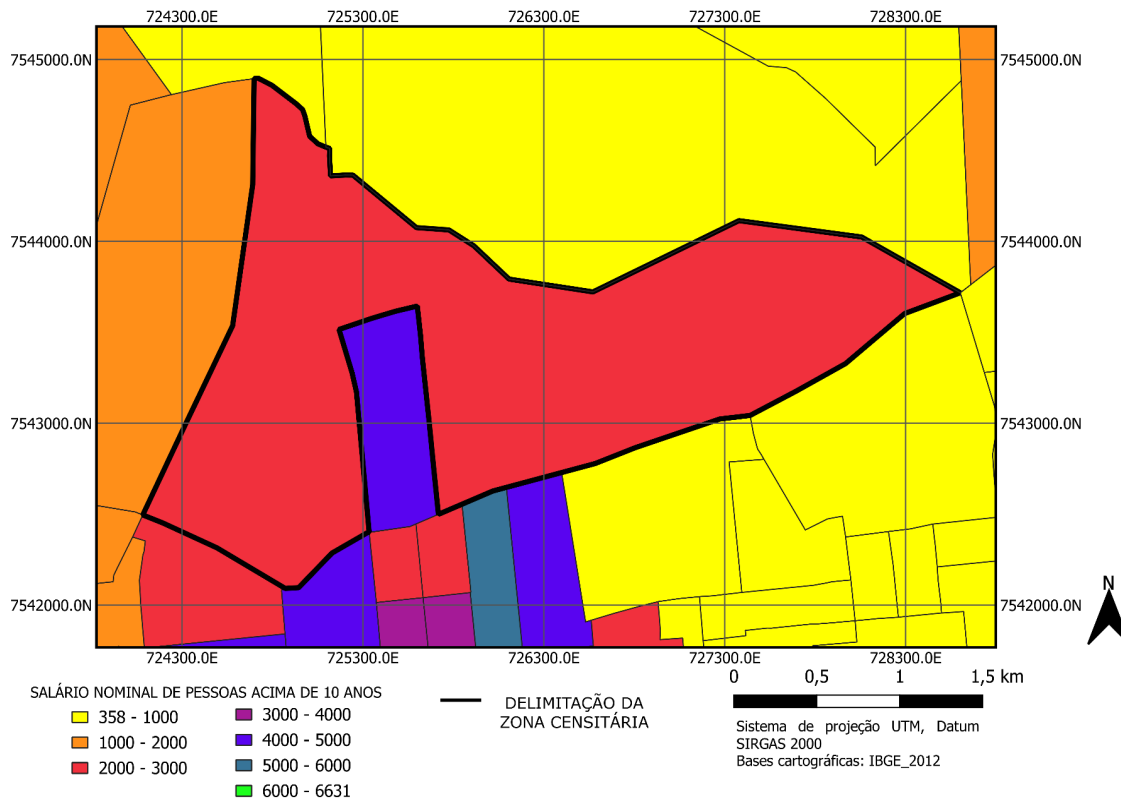 724300.0E 725300.0E 726300.0E 727300.0E 728300.0E
7545000.0N 7545000.0N
7544000.0N 7544000.0N
7543000.0N 7543000.0N
7542000.0N 7542000.0N
N
724300.0E 725300.0E 726300.0E 727300.0E 728300.0E
SALÁRIO NOMINAL DE PESSOAS ACIMA DE 10 ANOS
358 - 1000
1000 - 2000
2000 - 3000
3000 - 4000
4000 - 5000
5000 - 6000
6000 - 6631
DELIMITAÇÃO DA
ZONA CENSITÁRIA
0 0,5 1 1,5 km
Sistema de projeção UTM, Datum
SIRGAS 2000
Bases cartográficas: IBGE_2012